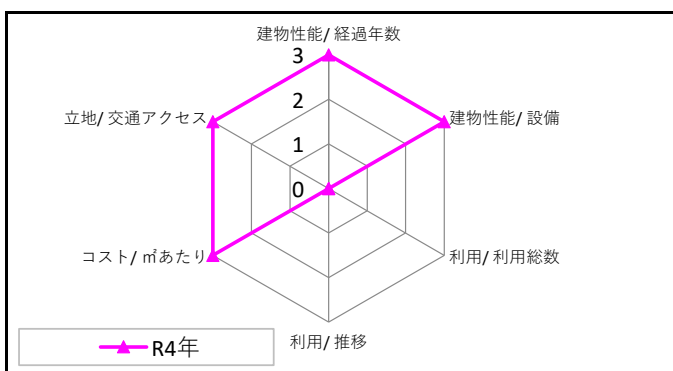 建物性能/ 経過年数
3
立地/ 交通アクセス
建物性能/ 設備
2
1
0
コスト/ ㎡あたり
利用/ 利用総数
利用/ 推移
R4年